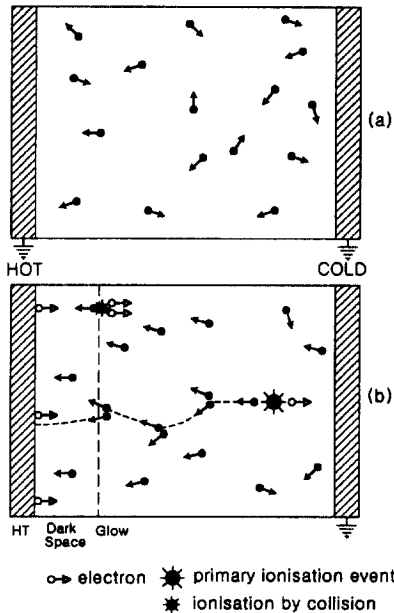 (a)
HOT COLD
(b)
HT Dark Space Glow
electron primary ionisation event
ionisation by collision